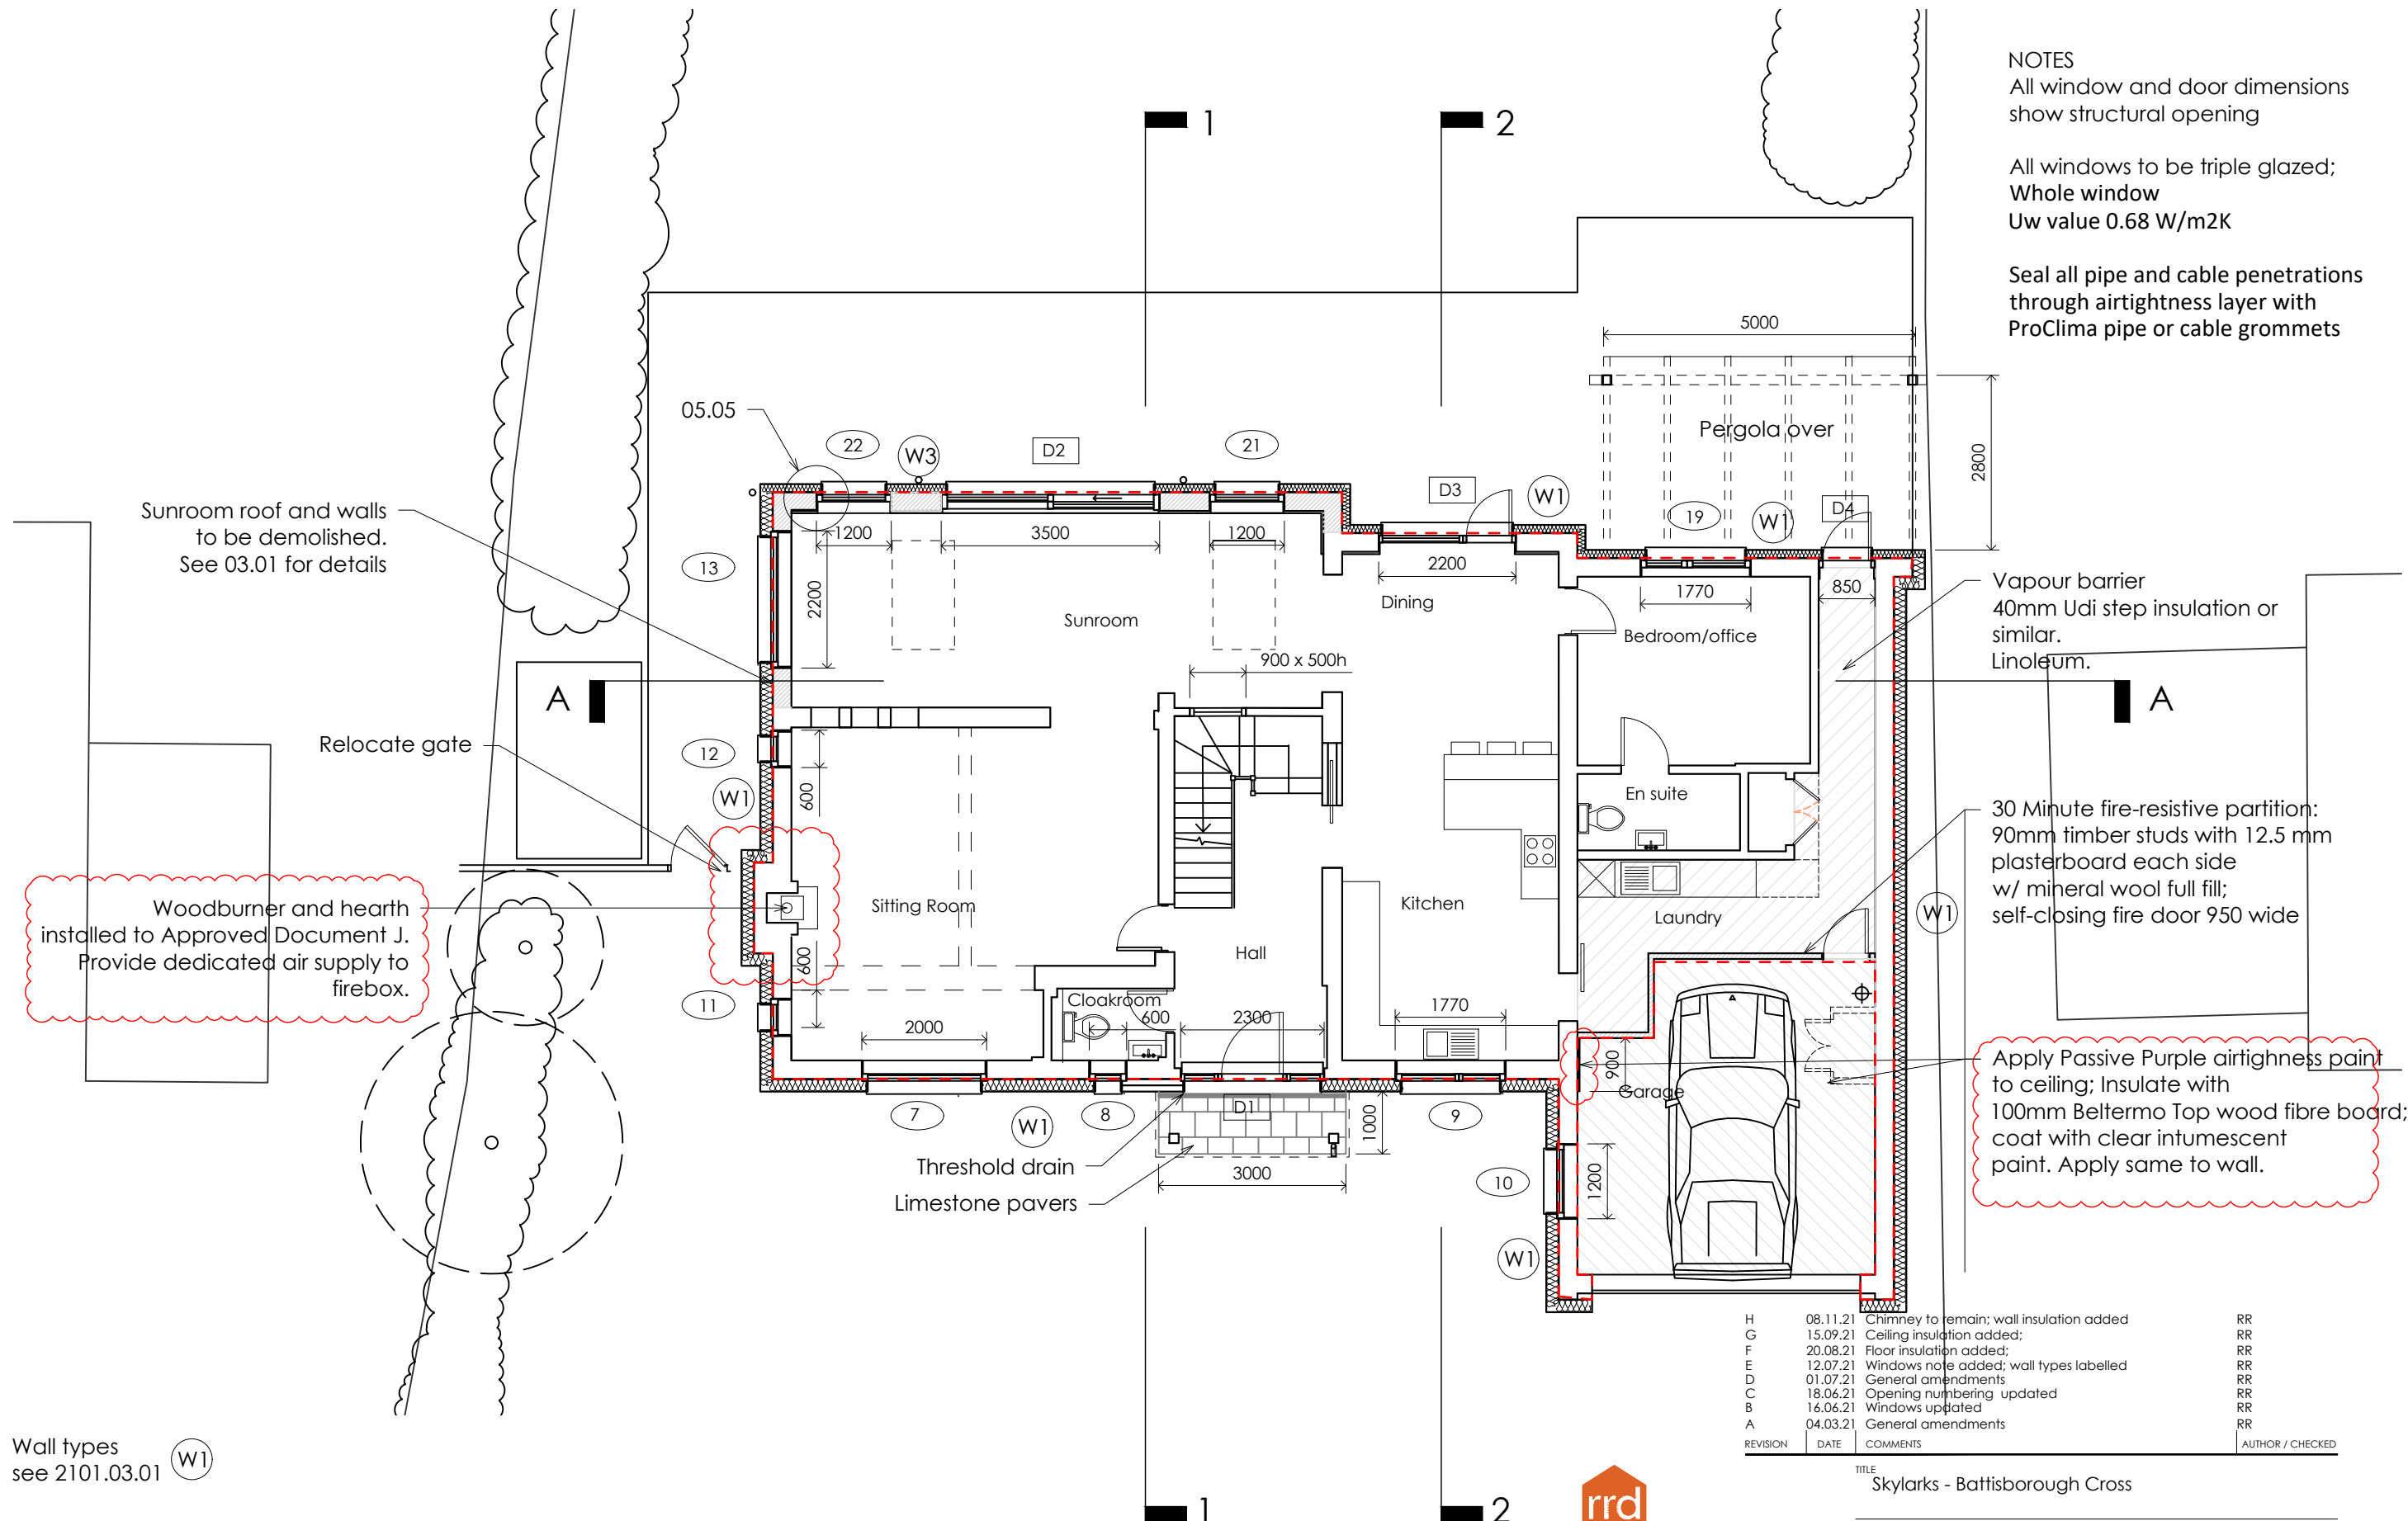 NOTES
All window and door dimensions
show structural opening
All windows to be triple glazed;
Whole window
Uw value 0.68 W/m2K
Seal all pipe and cable penetrations
through airtightness layer with
ProClima pipe or cable grommets
1
2
5000
Pergola over
2800
05.05
22
W3
D2
21
D3
W1
19
W1
D4
Sunroom roof and walls
to be demolished.
See 03.01 for details
1200
3500
1200
2200
1770
850
13
2200
Sunroom
Dining
Bedroom/office
Vapour barrier
40mm Udi step insulation or
similar.
Linoleum.
900 x 500h
A
A
Relocate gate
12
600
W1
En suite
30 Minute fire-resistive partition:
90mm timber studs with 12.5 mm
plasterboard each side
w/ mineral wool full fill;
self-closing fire door 950 wide
Woodburner and hearth
installed to Approved Document J.
Provide dedicated air supply to
firebox.
Sitting Room
Kitchen
Laundry
W1
Hall
600
11
Cloakroom
600
2000
2300
1770
Apply Passive Purple airtighness paint
to ceiling; Insulate with
100mm Beltermo Top wood fibre board;
coat with clear intumescent
paint. Apply same to wall.
900
Garage
7
W1
8
D1
1000
9
Threshold drain
Limestone pavers
3000
10
1200
W1
H 08.11.21 Chimney to remain; wall insulation added RR
G 15.09.21 Ceiling insulation added; RR
F 20.08.21 Floor insulation added; RR
E 12.07.21 Windows note added; wall types labelled RR
D 01.07.21 General amendments RR
C 18.06.21 Opening numbering updated RR
B 16.06.21 Windows updated RR
A 04.03.21 General amendments RR
REVISION DATE COMMENTS AUTHOR / CHECKED
Wall types
see 2101.03.01
W1
TITLE
Skylarks - Battisborough Cross
rrd
1
2